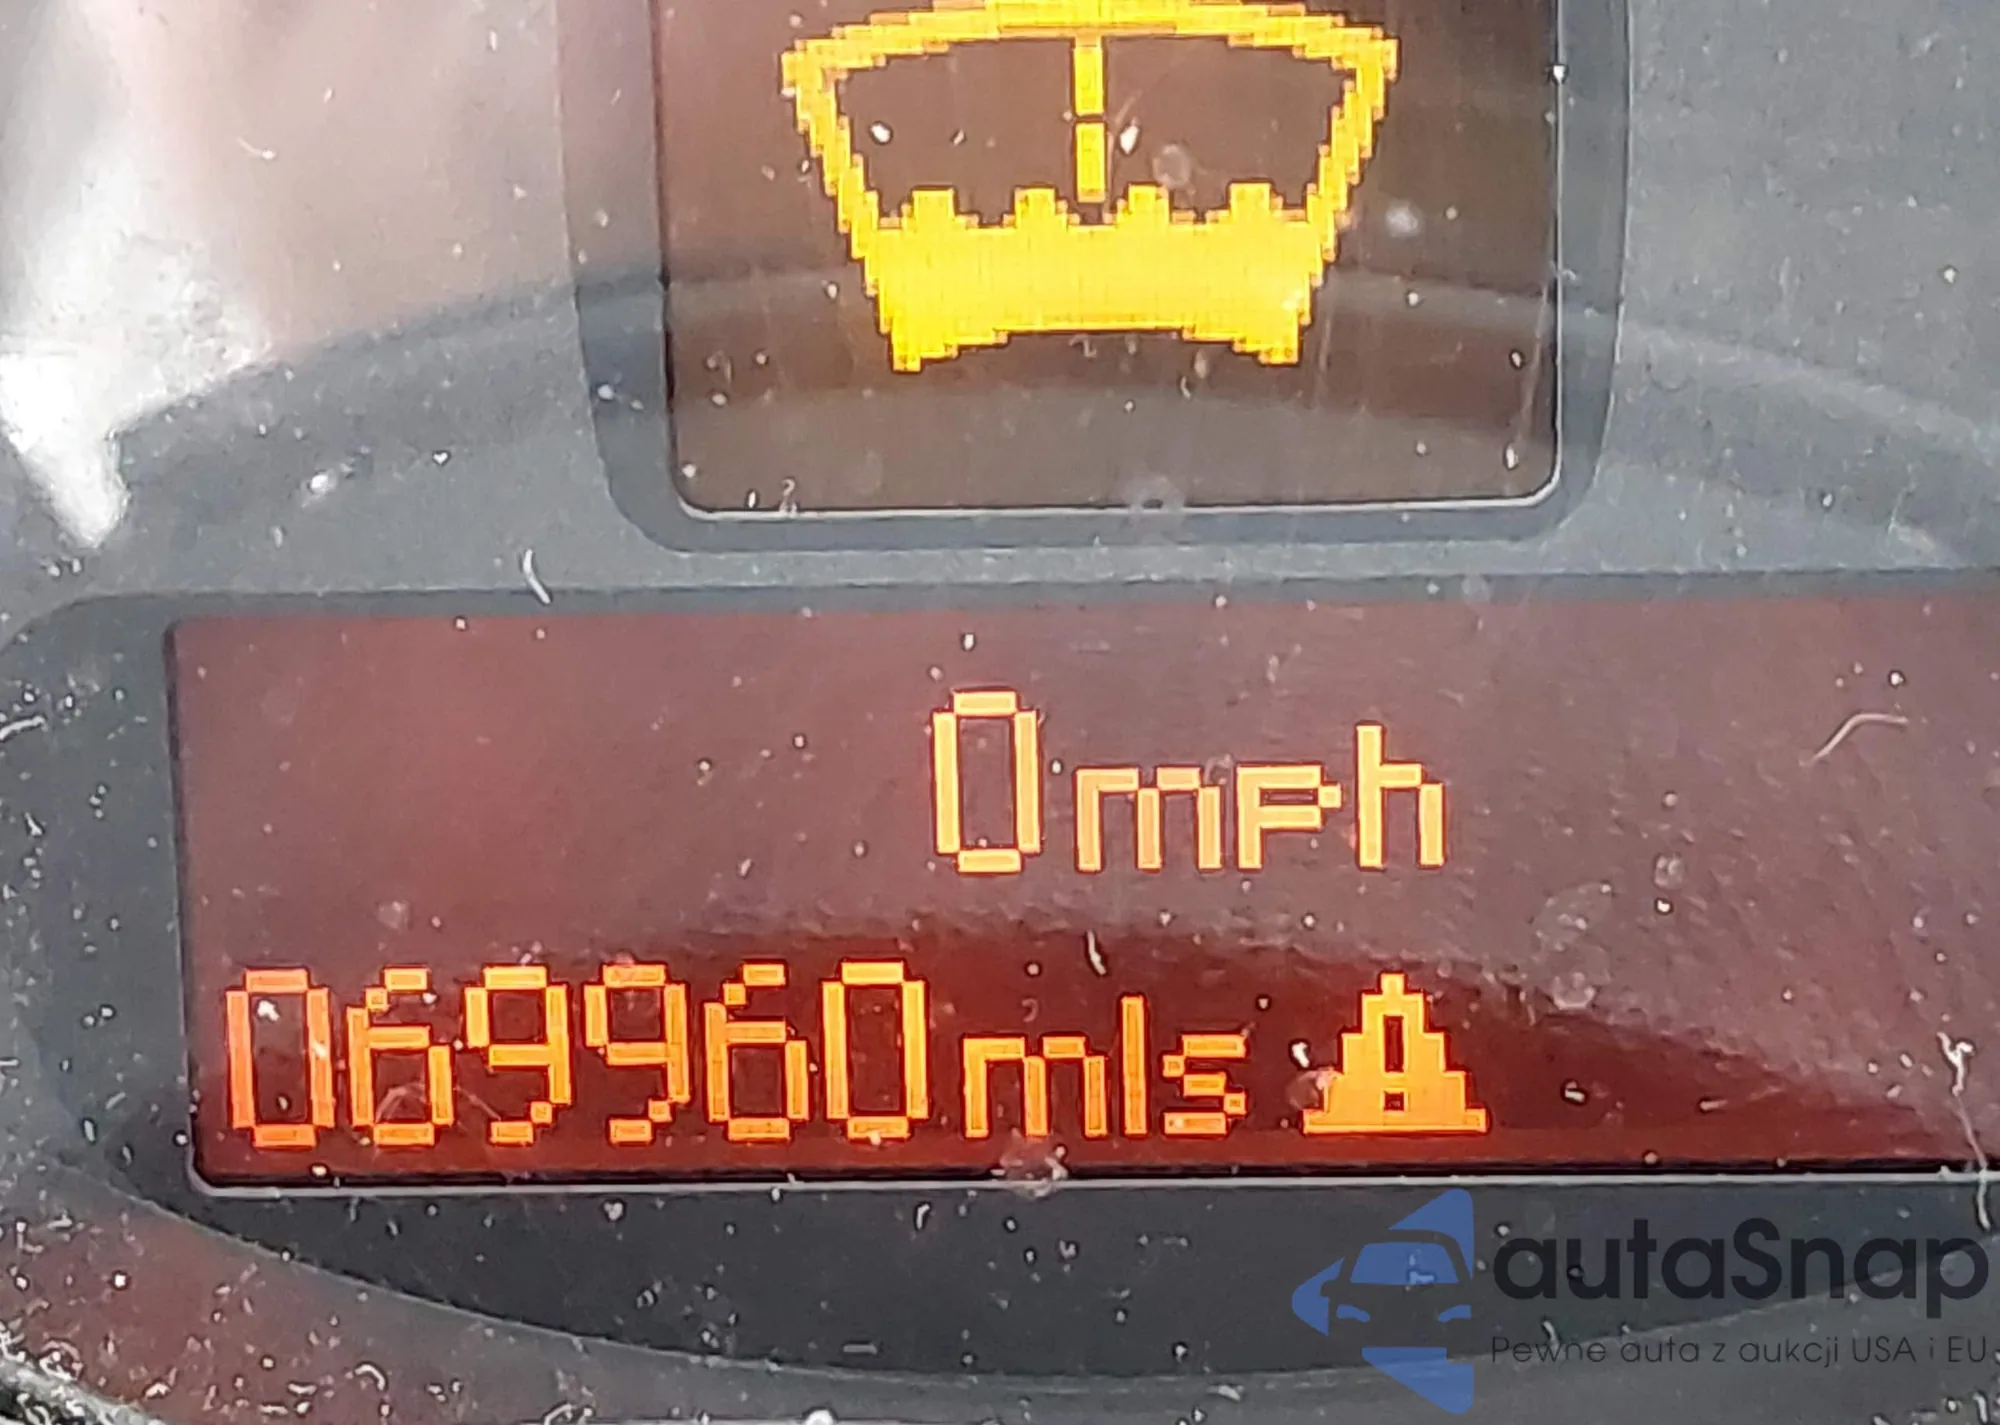 0mph
069960mls
autaSnap
Pewne auta z aukcji USA i EU